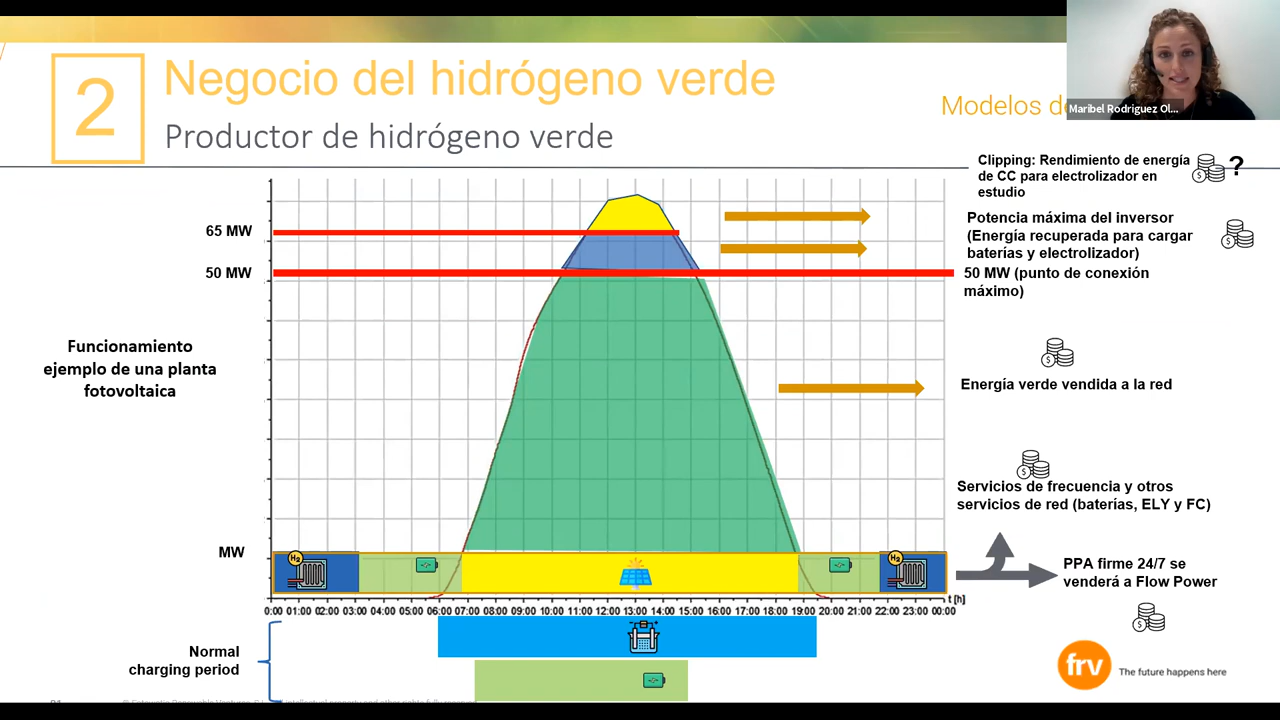 2
Negocio del hidrógeno verde
Productor de hidrógeno verde
Modelos de
Maribel Rodriguez Ol...
Clipping: Rendimiento de energía
de CC para electrolizador en
estudio
?
Potencia máxima del inversor
(Energía recuperada para cargar
baterías y electrolizador)
65 MW
50 MW
50 MW (punto de conexión
máximo)
Funcionamiento
ejemplo de una planta
fotovoltaica
Energía verde vendida a la red
Servicios de frecuencia y otros
servicios de red (baterías, ELY y FC)
MW
H2
H2
PPA firme 24/7 se
venderá a Flow Power
0:00 01:00 02:00 03:00 04:00 05:00 06:00 07:00 08:00 09:00 10:00 11:00 12:00 13:00 14:00 15:00 16:00 17:00 18:00 19:00 20:00 21:00 22:00 23:00 00:00
t [h]
Normal
charging period
frv
The future happens here